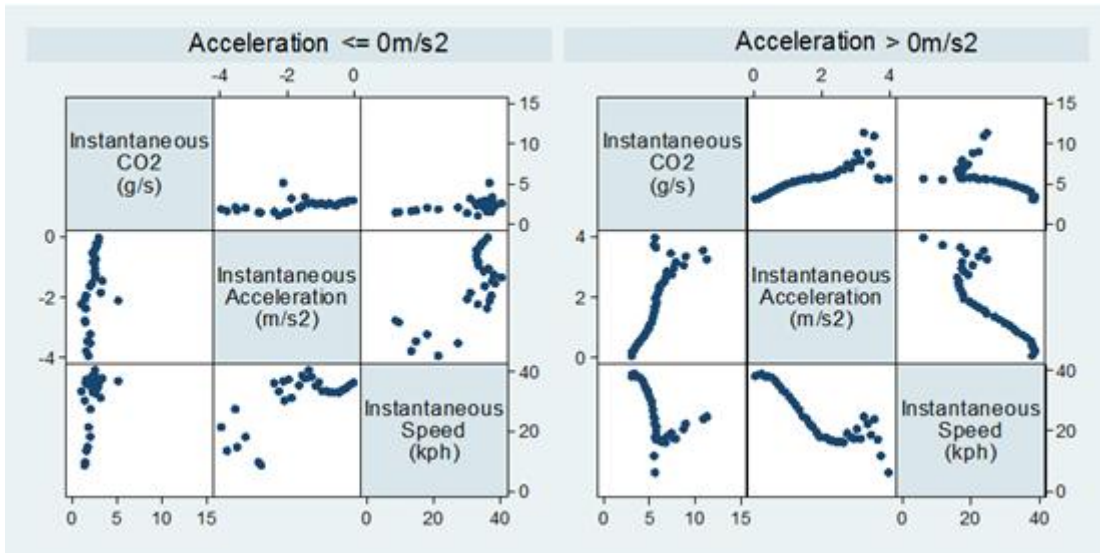 Acceleration <= 0m/s2
Acceleration > 0m/s2
-4 -2 0
0 2 4
Instantaneous
CO2
(g/s)
15
10
5
0
Instantaneous
CO2
(g/s)
15
10
5
0
0
-2
-4
Instantaneous
Acceleration
(m/s2)
4
2
0
Instantaneous
Acceleration
(m/s2)
Instantaneous
Speed
(kph)
40
20
0
Instantaneous
Speed
(kph)
40
20
0
0 5 10 15
0 20 40
0 5 10 15
0 20 40